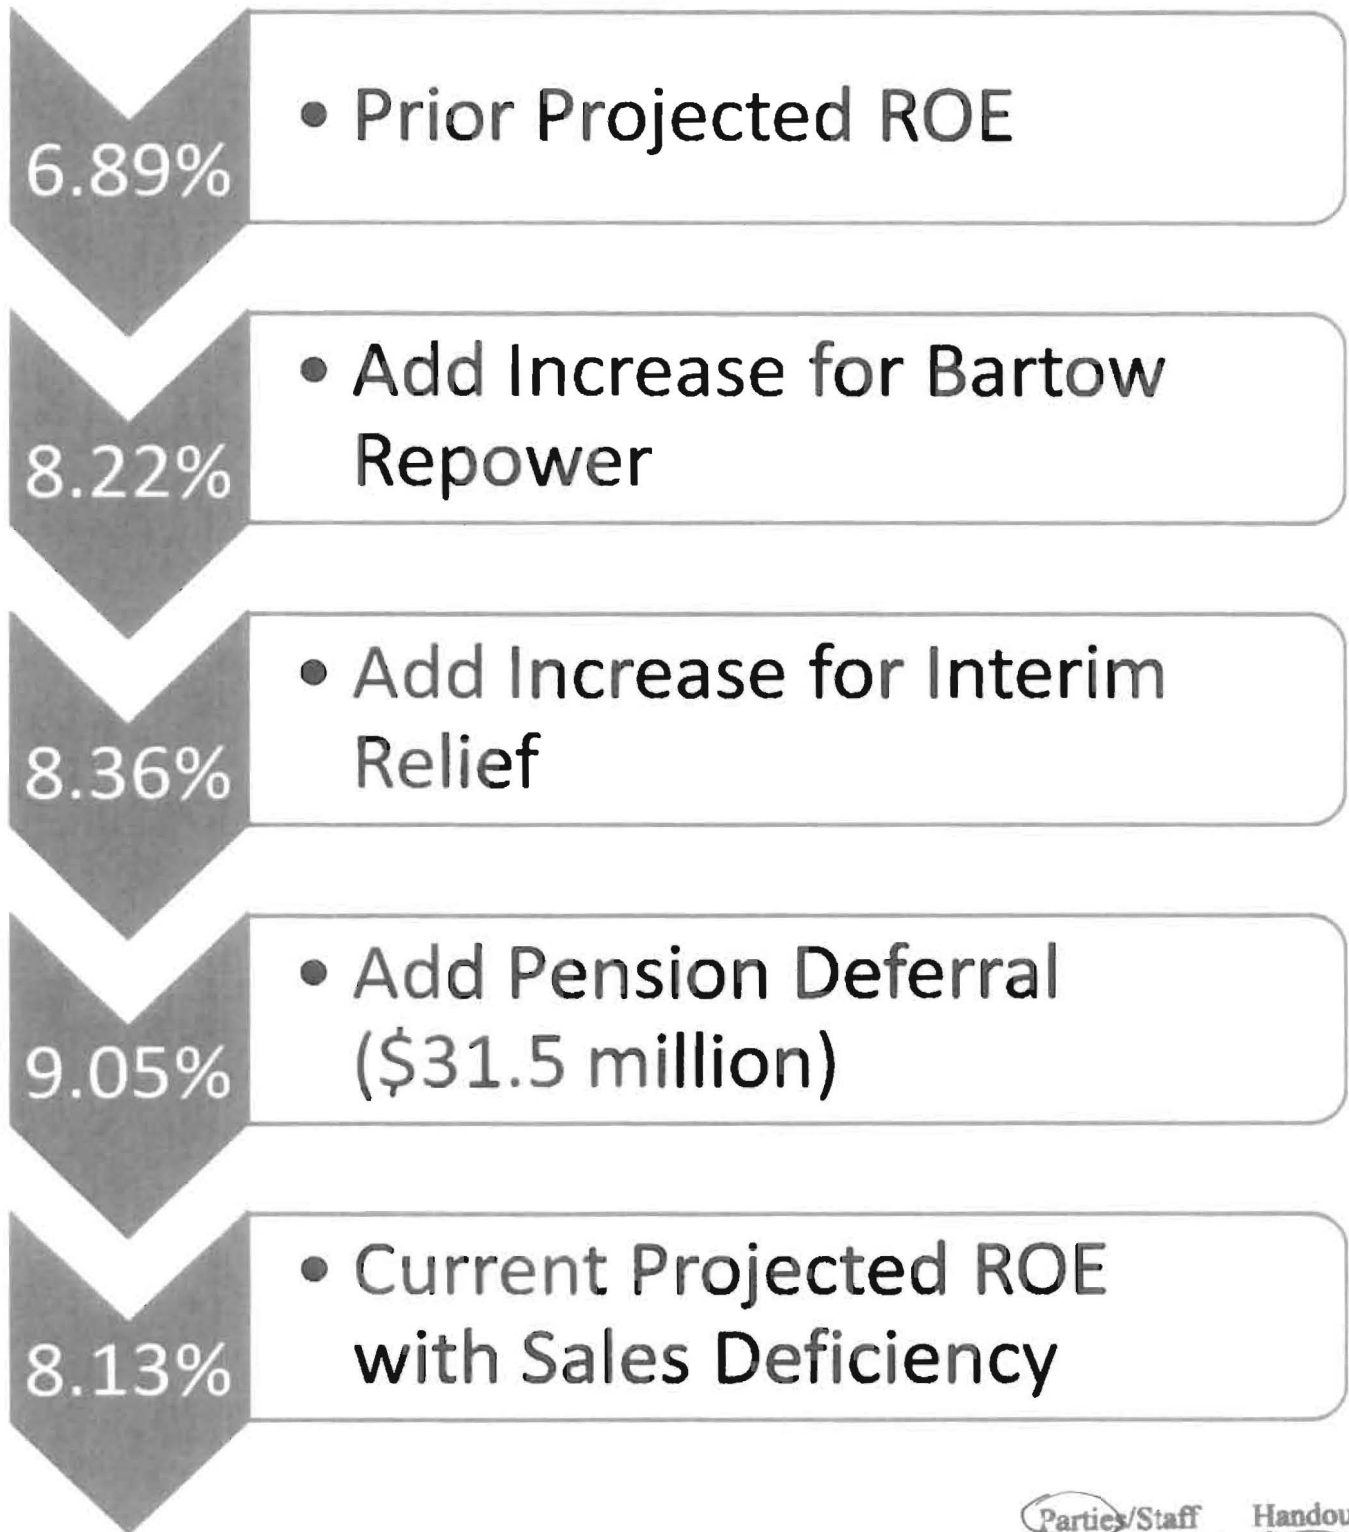 6.89%
• Prior Projected ROE
8.22%
• Add Increase for Bartow
Repower
8.36%
• Add Increase for Interim
Relief
9.05%
• Add Pension Deferral
($31.5 million)
8.13%
• Current Projected ROE
with Sales Deficiency
Parties/Staff